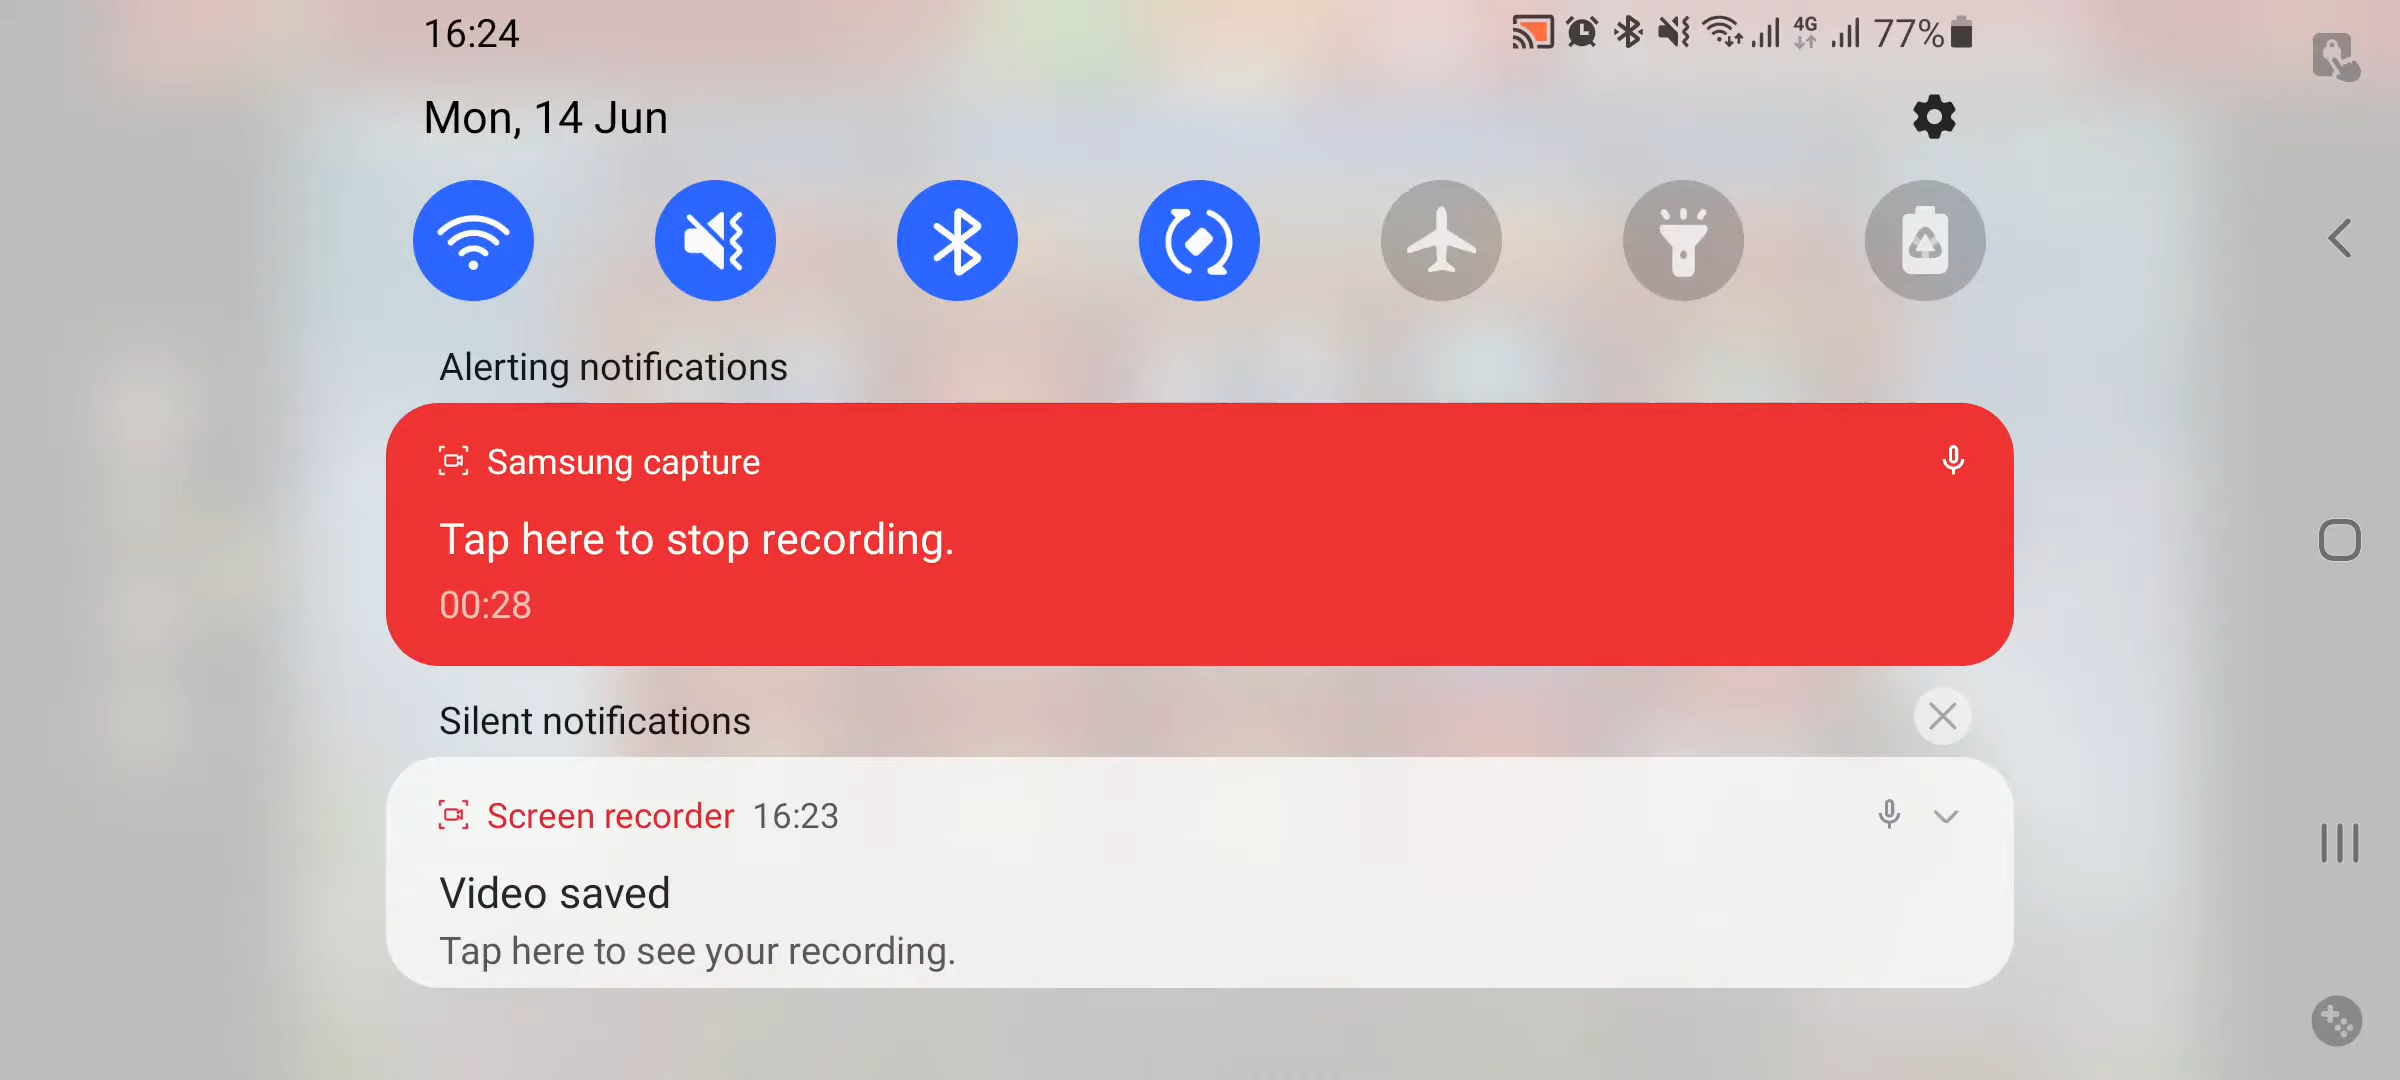 16:24
4G 77%
Mon, 14 Jun
Alerting notifications
Samsung capture
Tap here to stop recording.
00:28
Silent notifications
Screen recorder 16:23
Video saved
Tap here to see your recording.